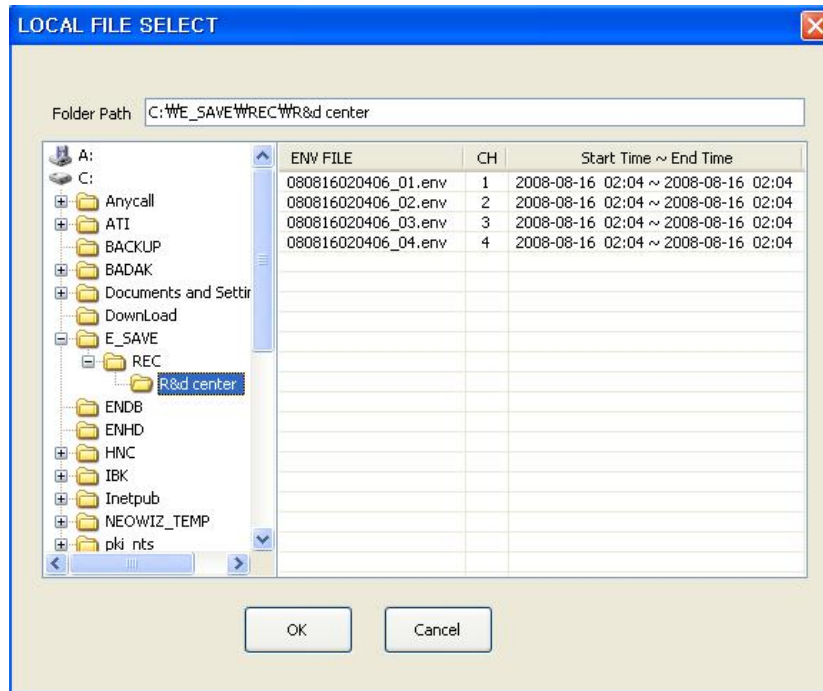 LOCAL FILE SELECT
Folder Path C:₩E_SAVE₩REC₩R&d center
A:
C:
Anycall
ATI
BACKUP
BADAK
Documents and Settir
DownLoad
E_SAVE
REC
R&d center
ENDB
ENHD
HNC
IBK
Inetpub
NEOWIZ_TEMP
pki_nts
ENV FILE CH Start Time ~ End Time
080816020406_01.env 1 2008-08-16 02:04 ~ 2008-08-16 02:04
080816020406_02.env 2 2008-08-16 02:04 ~ 2008-08-16 02:04
080816020406_03.env 3 2008-08-16 02:04 ~ 2008-08-16 02:04
080816020406_04.env 4 2008-08-16 02:04 ~ 2008-08-16 02:04
OK Cancel